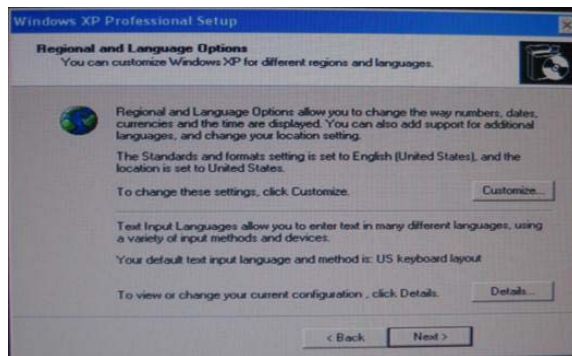 Windows XP Professional Setup
Regional and Language Options
You can customize Windows XP for different regions and languages.
Regional and Language Options allow you to change the way numbers, dates,
currencies and the time are displayed. You can also add support for additional
languages, and change your location setting.
The Standards and formats setting is set to English (United States), and the
location is set to United States.
To change these settings, click Customize.
Customize...
Text Input Languages allow you to enter text in many different languages, using
a variety of input methods and devices.
Your default text input language and method is: US keyboard layout
To view or change your current configuration , click Details.
Details...
< Back
Next >